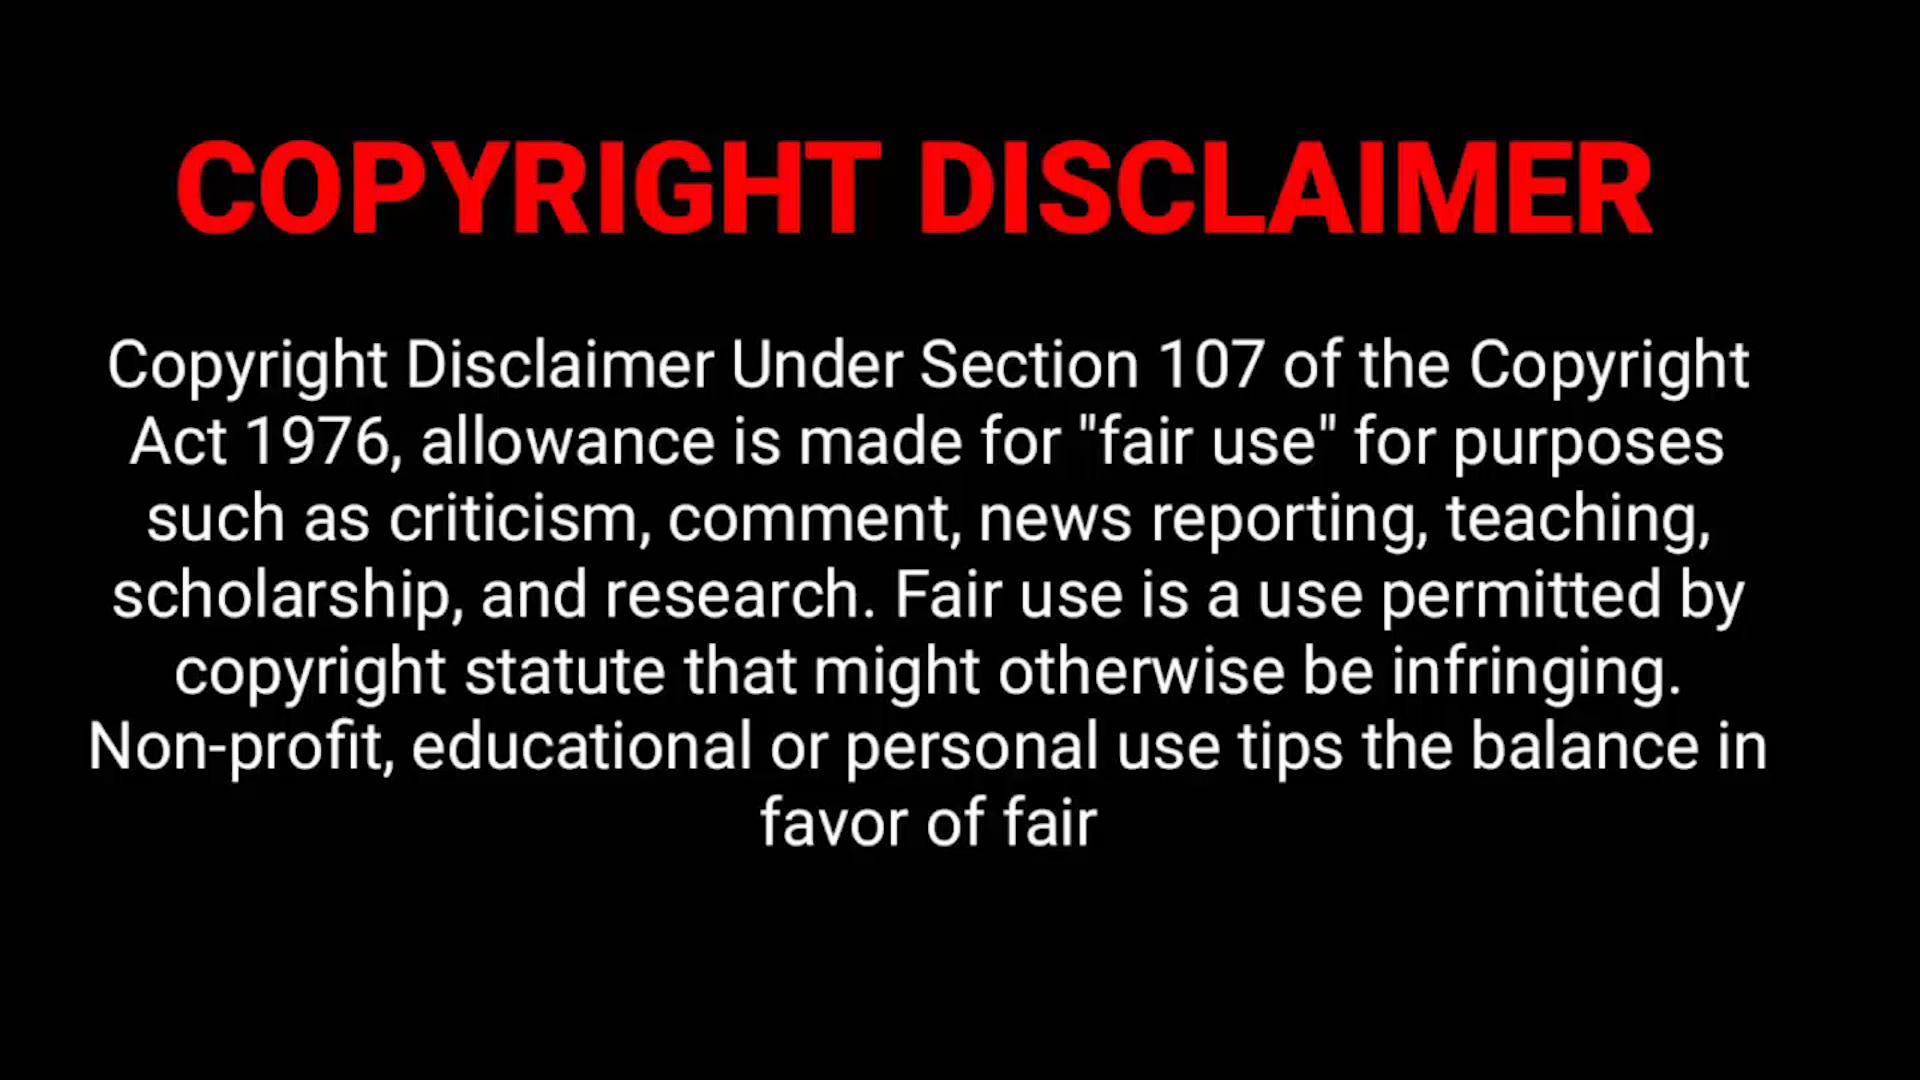 COPYRIGHT DISCLAIMER
Copyright Disclaimer Under Section 107 of the Copyright
Act 1976, allowance is made for "fair use" for purposes
such as criticism, comment, news reporting, teaching,
scholarship, and research. Fair use is a use permitted by
copyright statute that might otherwise be infringing.
Non-profit, educational or personal use tips the balance in
favor of fair